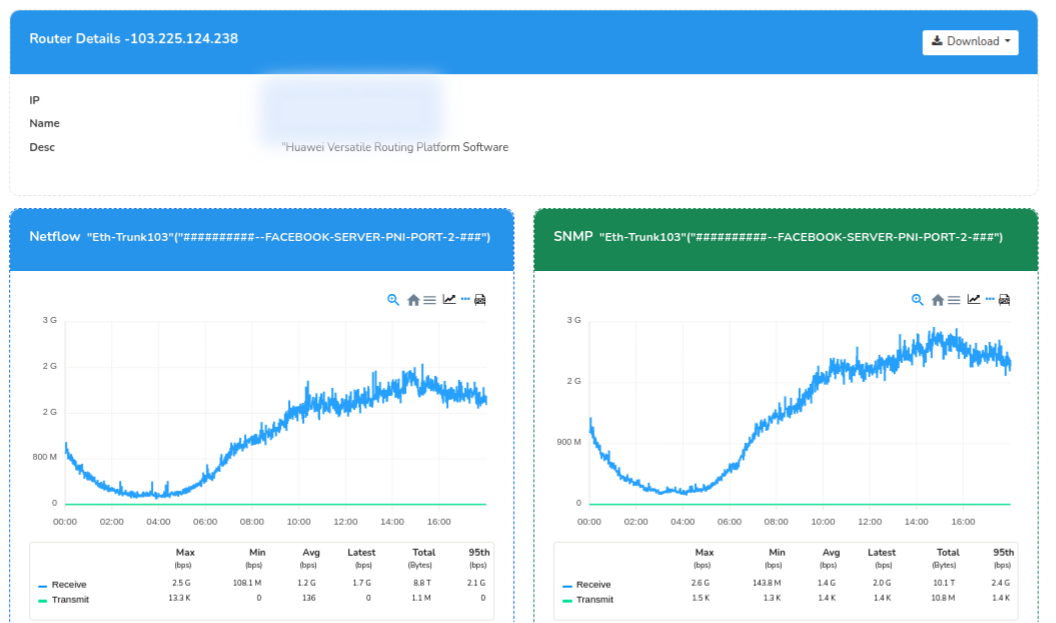 Router Details -103.225.124.238
Download
IP
Name
Desc "Huawei Versatile Routing Platform Software
Netflow "Eth-Trunk103"("##########--FACEBOOK-SERVER-PNI-PORT-2-###")
3 G
2 G
2 G
800 M
0
00:00 02:00 04:00 06:00 08:00 10:00 12:00 14:00 16:00
Max Min Avg Latest Total 95th
(bps) (bps) (bps) (bps) (Bytes) (bps)
Receive 2.5 G 108.1 M 1.2 G 1.7 G 8.8 T 2.1 G
Transmit 13.3 K 0 136 0 1.1 M 0
SNMP "Eth-Trunk103"("##########--FACEBOOK-SERVER-PNI-PORT-2-###")
3 G
2 G
900 M
0
00:00 02:00 04:00 06:00 08:00 10:00 12:00 14:00 16:00
Max Min Avg Latest Total 95th
(bps) (bps) (bps) (bps) (Bytes) (bps)
Receive 2.6 G 143.8 M 1.4 G 2.0 G 10.1 T 2.4 G
Transmit 1.5 K 1.3 K 1.4 K 1.4 K 10.8 M 1.4 K